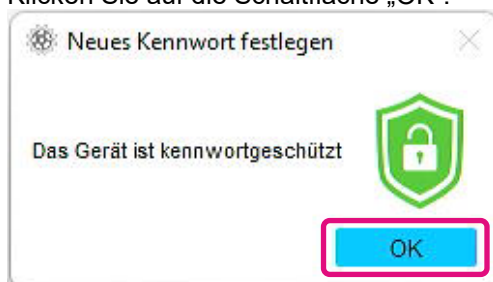 Klicken Sie auf die Schaltfläche „OK“.
Neues Kennwort festlegen
Das Gerät ist kennwortgeschützt
OK